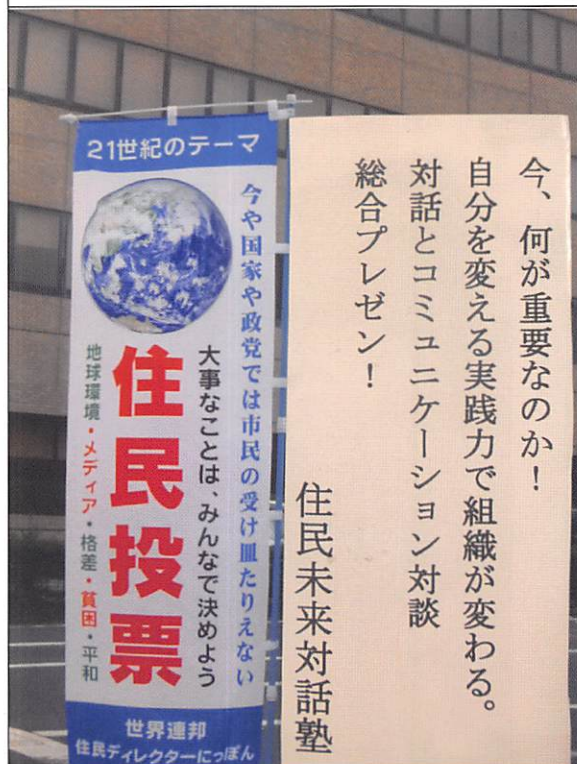 21世紀のテーマ
今や国家や政党では市民の受け皿たりえない
大事なことは、みんなで決めよう
住民投票
地球環境・メディア・格差・貧困・平和
世界連邦
住民ディレクターにっぽん
今、何が重要なのか！
自分を変える実践力で組織が変わる。
対話とコミュニケーション対談
総合プレゼン！
住民未来対話塾